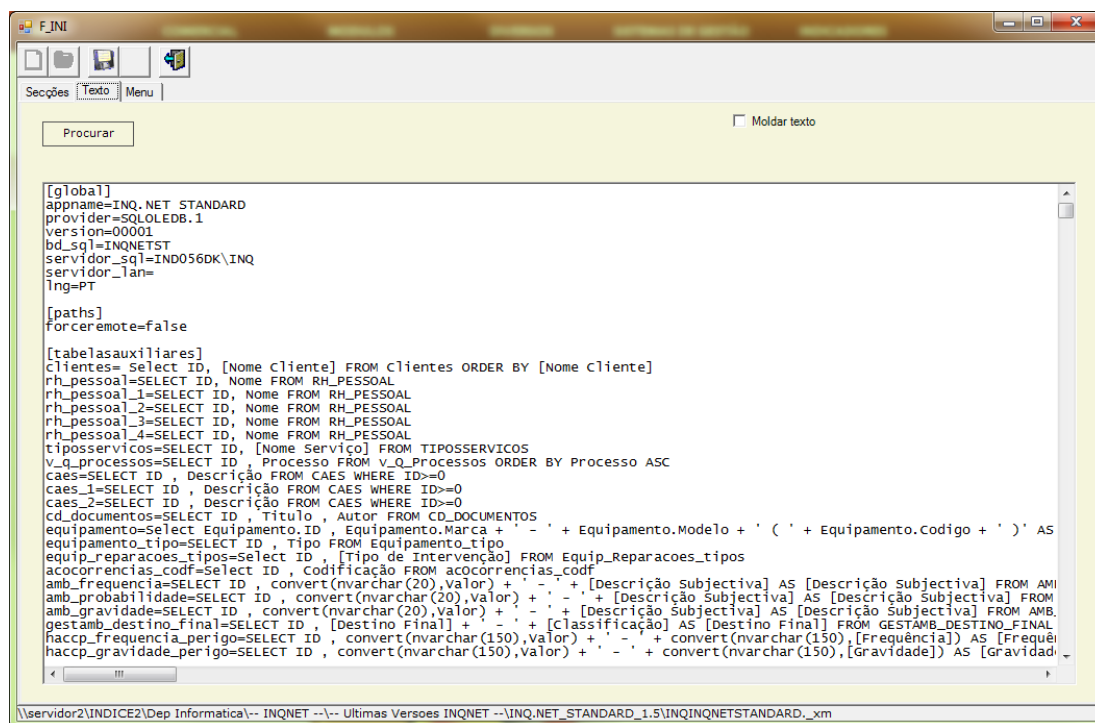 F_INI
Secções Texto Menu
Procurar
Moldar texto
[global]
appname=INQ.NET STANDARD
provider=SQLOLEDB.1
version=00001
bd_sql=INQNETST
servidor_sql=IND056DK\INQ
servidor_lan=
lng=PT
[paths]
forceremote=false
[tabelasauxiliares]
clientes= Select ID, [Nome Cliente] FROM Clientes ORDER BY [Nome Cliente]
rh_pessoal=SELECT ID, Nome FROM RH_PESSOAL
rh_pessoal_1=SELECT ID, Nome FROM RH_PESSOAL
rh_pessoal_2=SELECT ID, Nome FROM RH_PESSOAL
rh_pessoal_3=SELECT ID, Nome FROM RH_PESSOAL
rh_pessoal_4=SELECT ID, Nome FROM RH_PESSOAL
tiposservicos=SELECT ID, [Nome Serviço] FROM TIPOSSERVICOS
v_q_processos=SELECT ID , Processo FROM v_Q_Processos ORDER BY Processo ASC
caes=SELECT ID , Descrição FROM CAES WHERE ID>=0
caes_1=SELECT ID , Descrição FROM CAES WHERE ID>=0
caes_2=SELECT ID , Descrição FROM CAES WHERE ID>=0
cd_documentos=SELECT ID , Titulo , Autor FROM CD_DOCUMENTOS
equipamento=Select Equipamento.ID , Equipamento.Marca + ' - ' + Equipamento.Modelo + ' ( ' + Equipamento.Codigo + ' )' AS
equipamento_tipo=SELECT ID , Tipo FROM Equipamento_tipo
equip_reparacoes_tipos=Select ID , [Tipo de Intervenção] FROM Equip_Reparacoes_tipos
acocorrencias_codf=Select ID , Codificação FROM acOcorrencias_codf
amb_frequencia=SELECT ID , convert(nvarchar(20),Valor) + ' - ' + [Descrição Subjectiva] AS [Descrição Subjectiva] FROM AM
amb_probabilidade=SELECT ID , convert(nvarchar(20),Valor) + ' - ' + [Descrição Subjectiva] AS [Descrição Subjectiva] FROM
amb_gravidade=SELECT ID , convert(nvarchar(20),Valor) + ' - ' + [Descrição Subjectiva] AS [Descrição Subjectiva] FROM AMB_
gestamb_destino_final=SELECT ID , [Destino Final] + ' - ' + [Classificação] AS [Destino Final] FROM GESTAMB_DESTINO_FINAL
haccp_frequencia_perigo=SELECT ID , convert(nvarchar(150),Valor) + ' - ' + convert(nvarchar(150),[Frequência]) AS [Frequê
haccp_gravidade_perigo=SELECT ID , convert(nvarchar(150),Valor) + ' - ' + convert(nvarchar(150),[Gravidade]) AS [Gravidad
\\servidor2\INDICE2\Dep Informatica\-- INQNET --\-- Ultimas Versoes INQNET --\INQ.NET_STANDARD_1.5\INQINQNETSTANDARD._xm